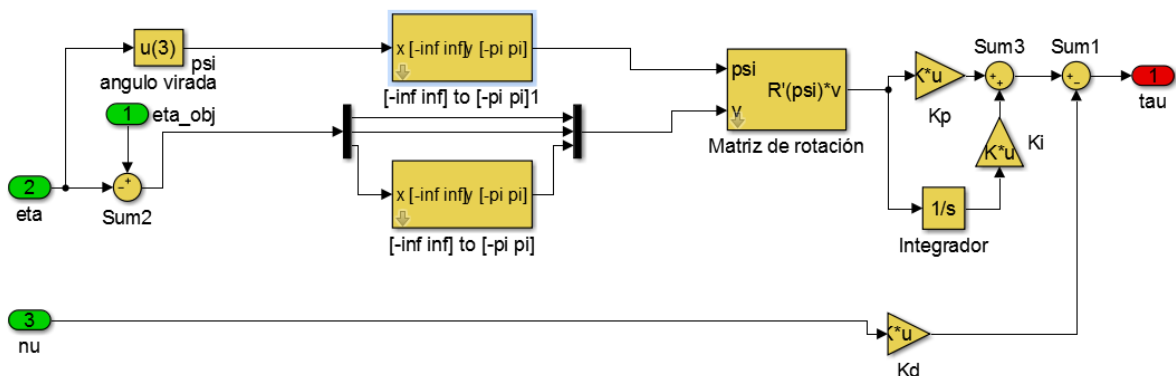 u(3)
psi
angulo virada
x [-inf inf]y [-pi pi]
[-inf inf] to [-pi pi]1
1
eta_obj
2
eta
Sum2
x [-inf inf]y [-pi pi]
[-inf inf] to [-pi pi]
psi
v
R'(psi)*v
Matriz de rotación
K*u
Kp
Sum3
Sum1
1
tau
K*u
Ki
1/s
Integrador
3
nu
K*u
Kd